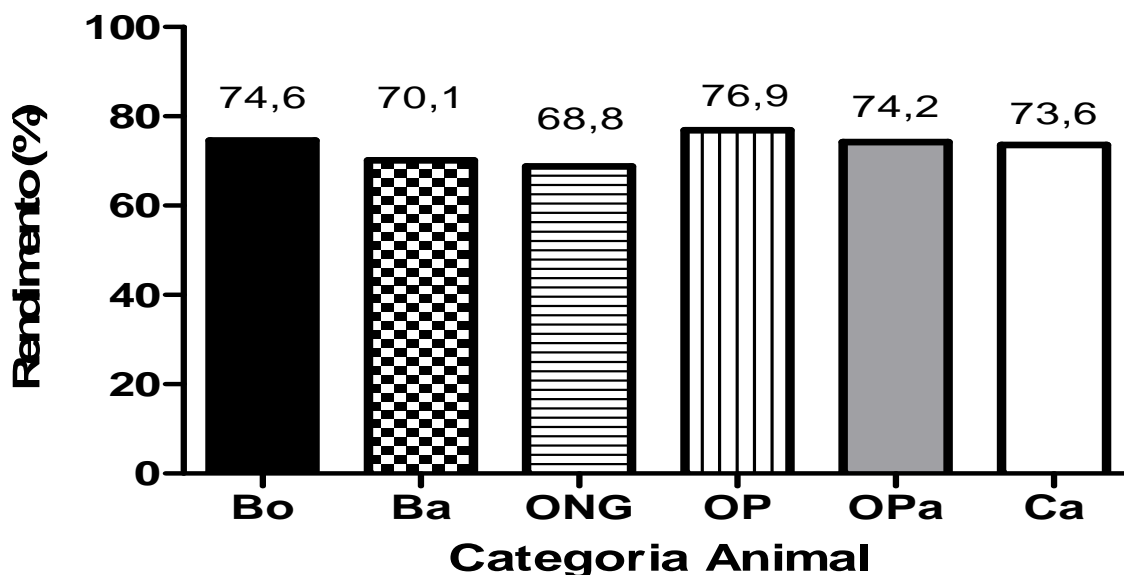 Rendimento (%)
100
80
60
40
20
0
74,6
70,1
68,8
76,9
74,2
73,6
Bo
Ba
ONG
OP
OPa
Ca
Categoria Animal